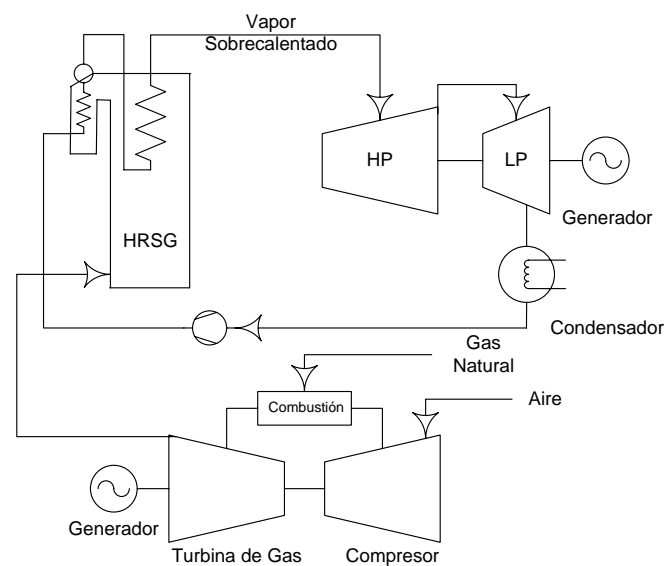 Vapor
Sobrecalentado
HP
LP
Generador
HRSG
Condensador
Gas
Natural
Combustión
Aire
Generador
Turbina de Gas
Compresor